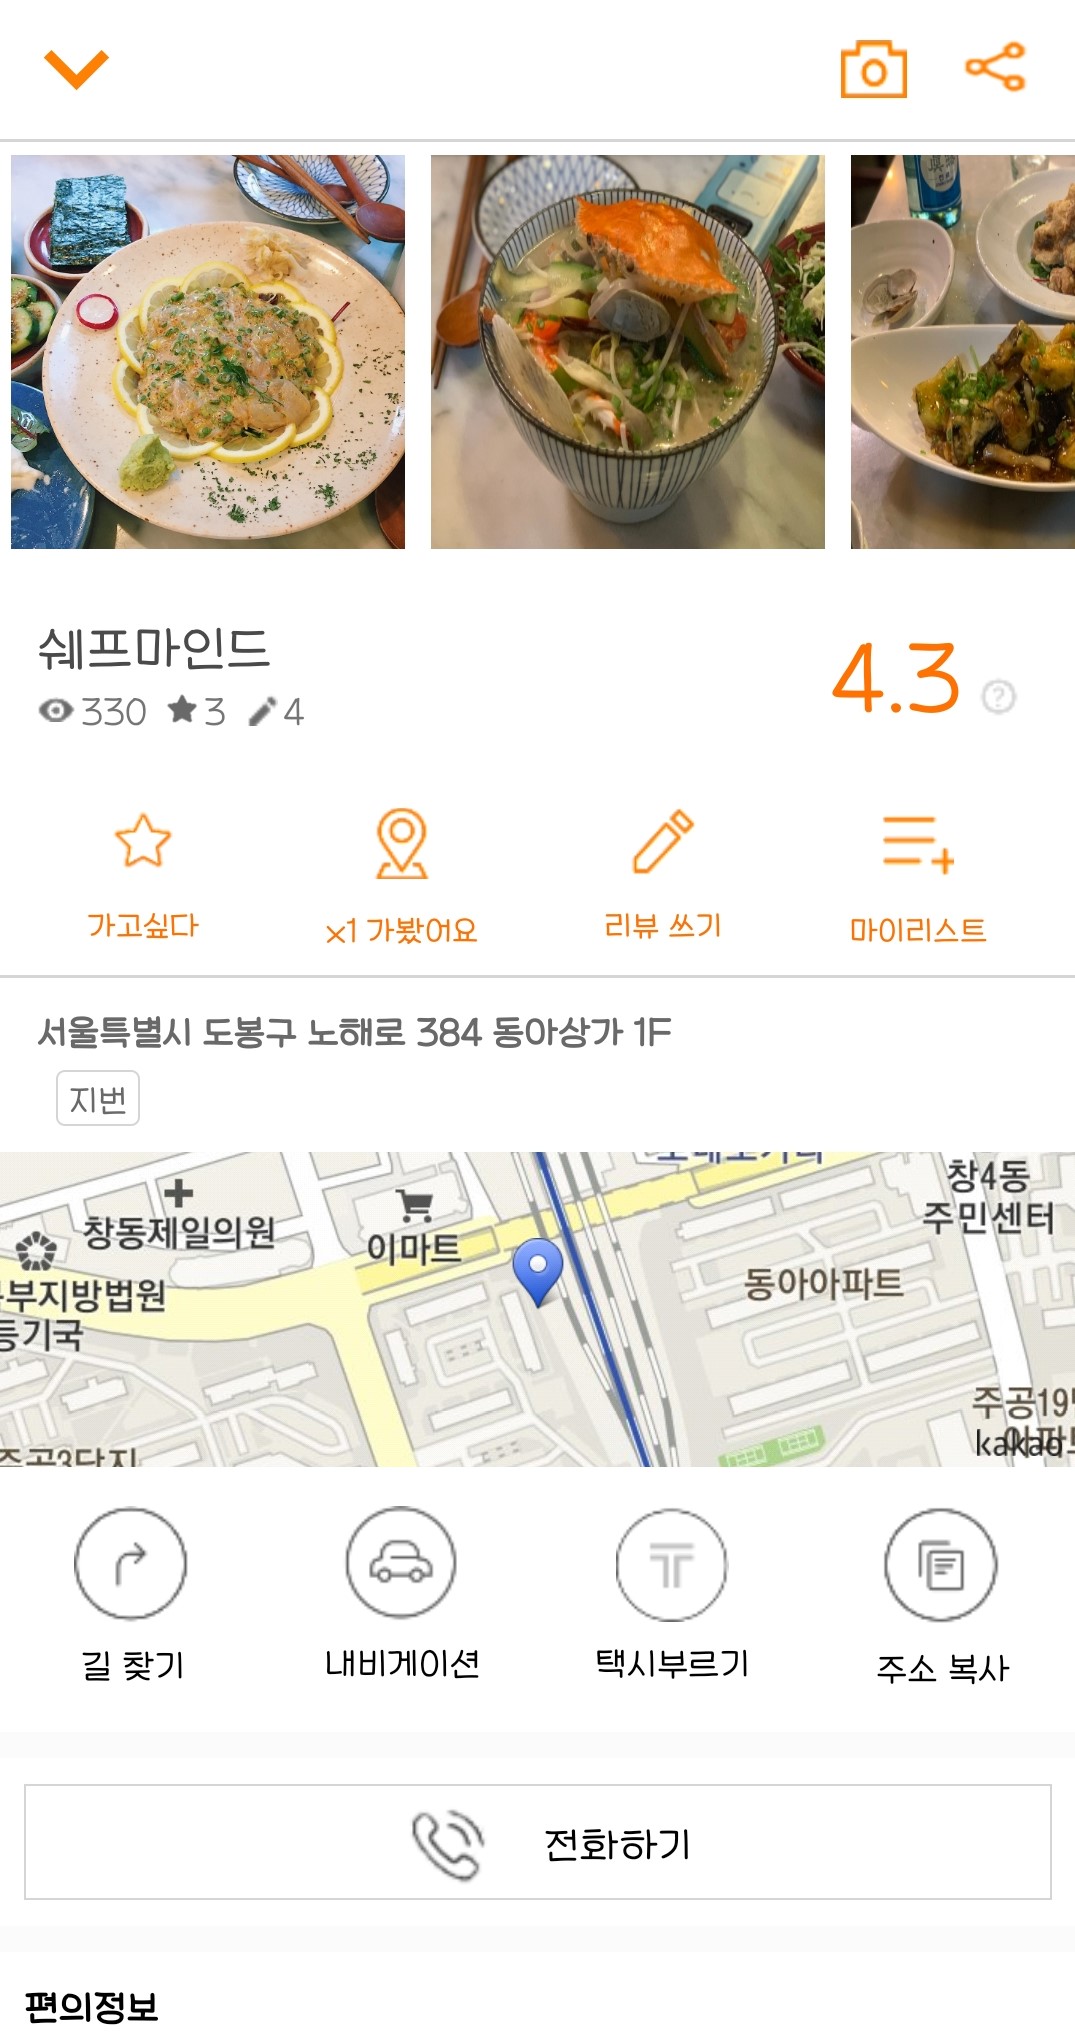 쉐프마인드
4.3
330 3 4
가고싶다
x1 가봤어요
리뷰 쓰기
마이리스트
서울특별시 도봉구 노해로 384 동아상가 1F
지번
창4동
주민센터
창동제일의원
이마트
부지방법원
등기국
동아아파트
주공19
주공3단지
kakao
길 찾기
내비게이션
택시부르기
주소 복사
전화하기
편의정보